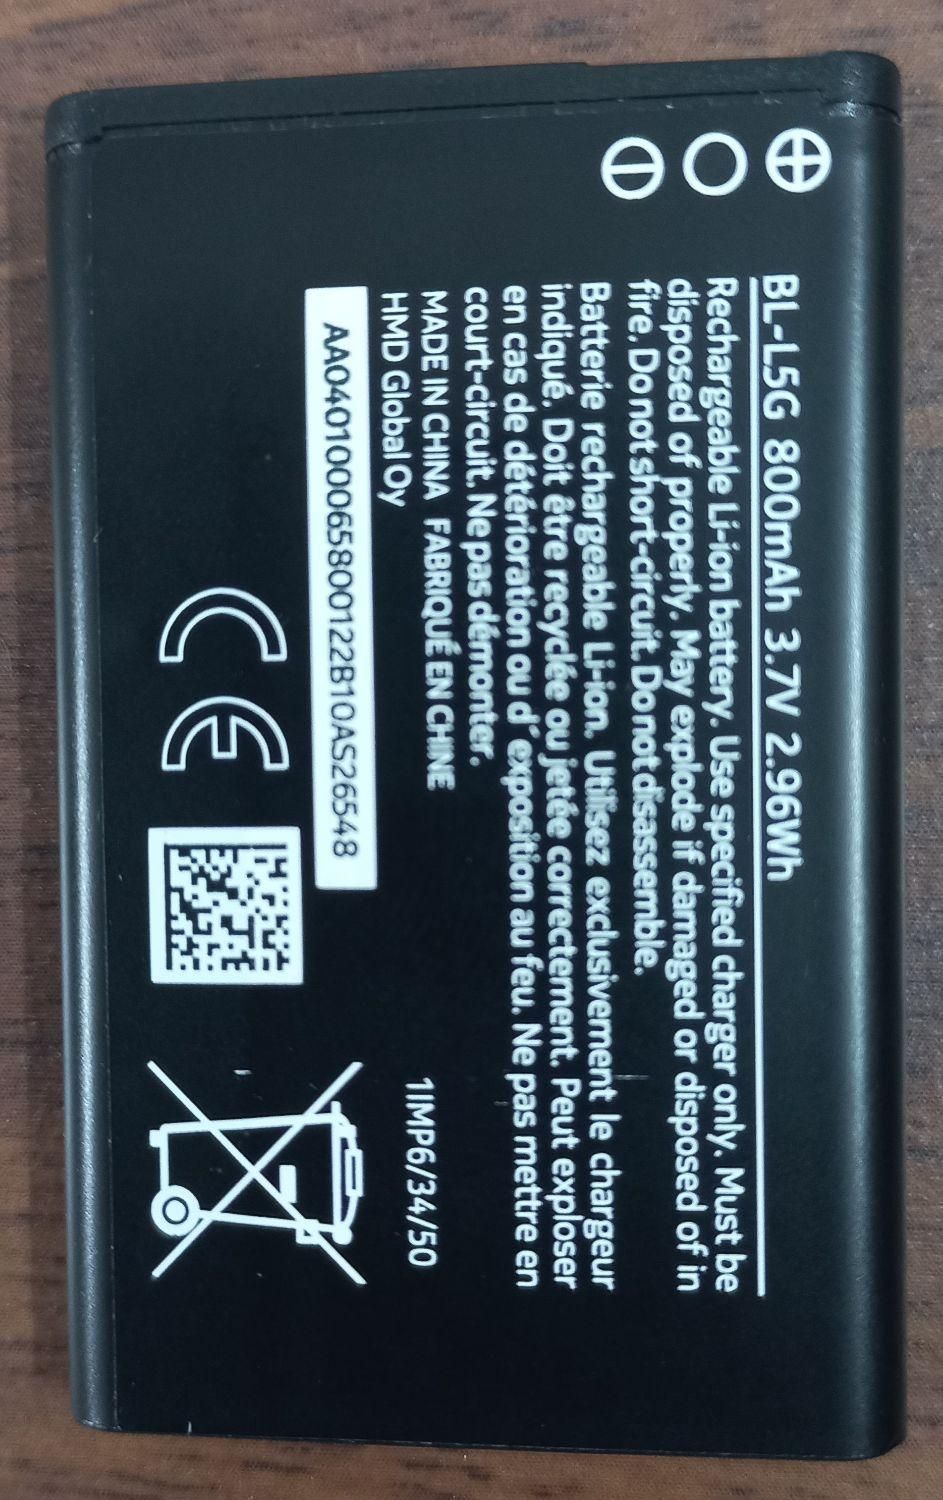 BL-L5G 800mAh 3.7V 2.96Wh
Rechargeable Li-ion battery. Use specified charger only. Must be
disposed of properly. May explode if damaged or disposed of in
fire. Do not short-circuit. Do not disassemble.
Batterie rechargeable Li-ion. Utilisez exclusivement le chargeur
indiqué. Doit être recyclée ou jetée correctement. Peut exploser
en cas de détérioration ou d'exposition au feu. Ne pas mettre en
court-circuit. Ne pas démonter.
MADE IN CHINA FABRIQUÉ EN CHINE
HMD Global Oy
1IMP6/34/50
AA040100065800122B10AS26548
CE